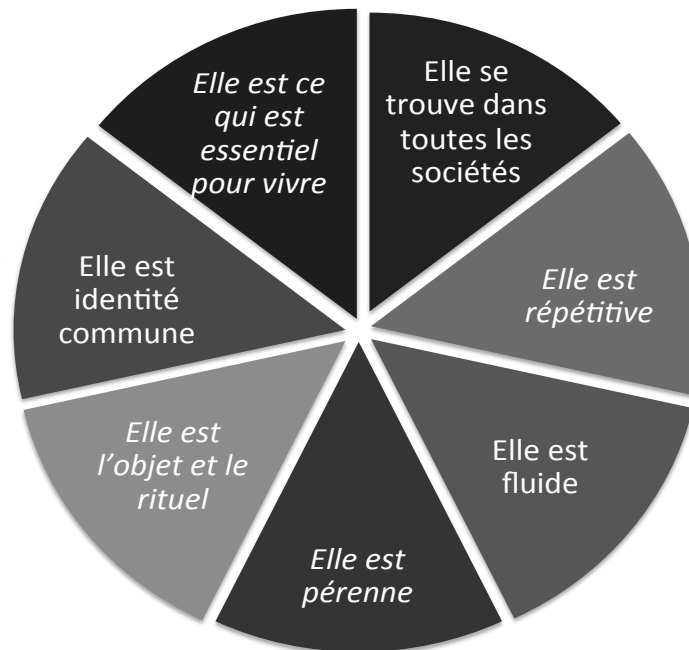 Elle se
trouve dans
toutes les
sociétés
Elle est
répétitive
Elle est
fluide
Elle est
pérenne
Elle est
l'objet et le
rituel
Elle est
identité
commune
Elle est ce
qui est
essentiel
pour vivre